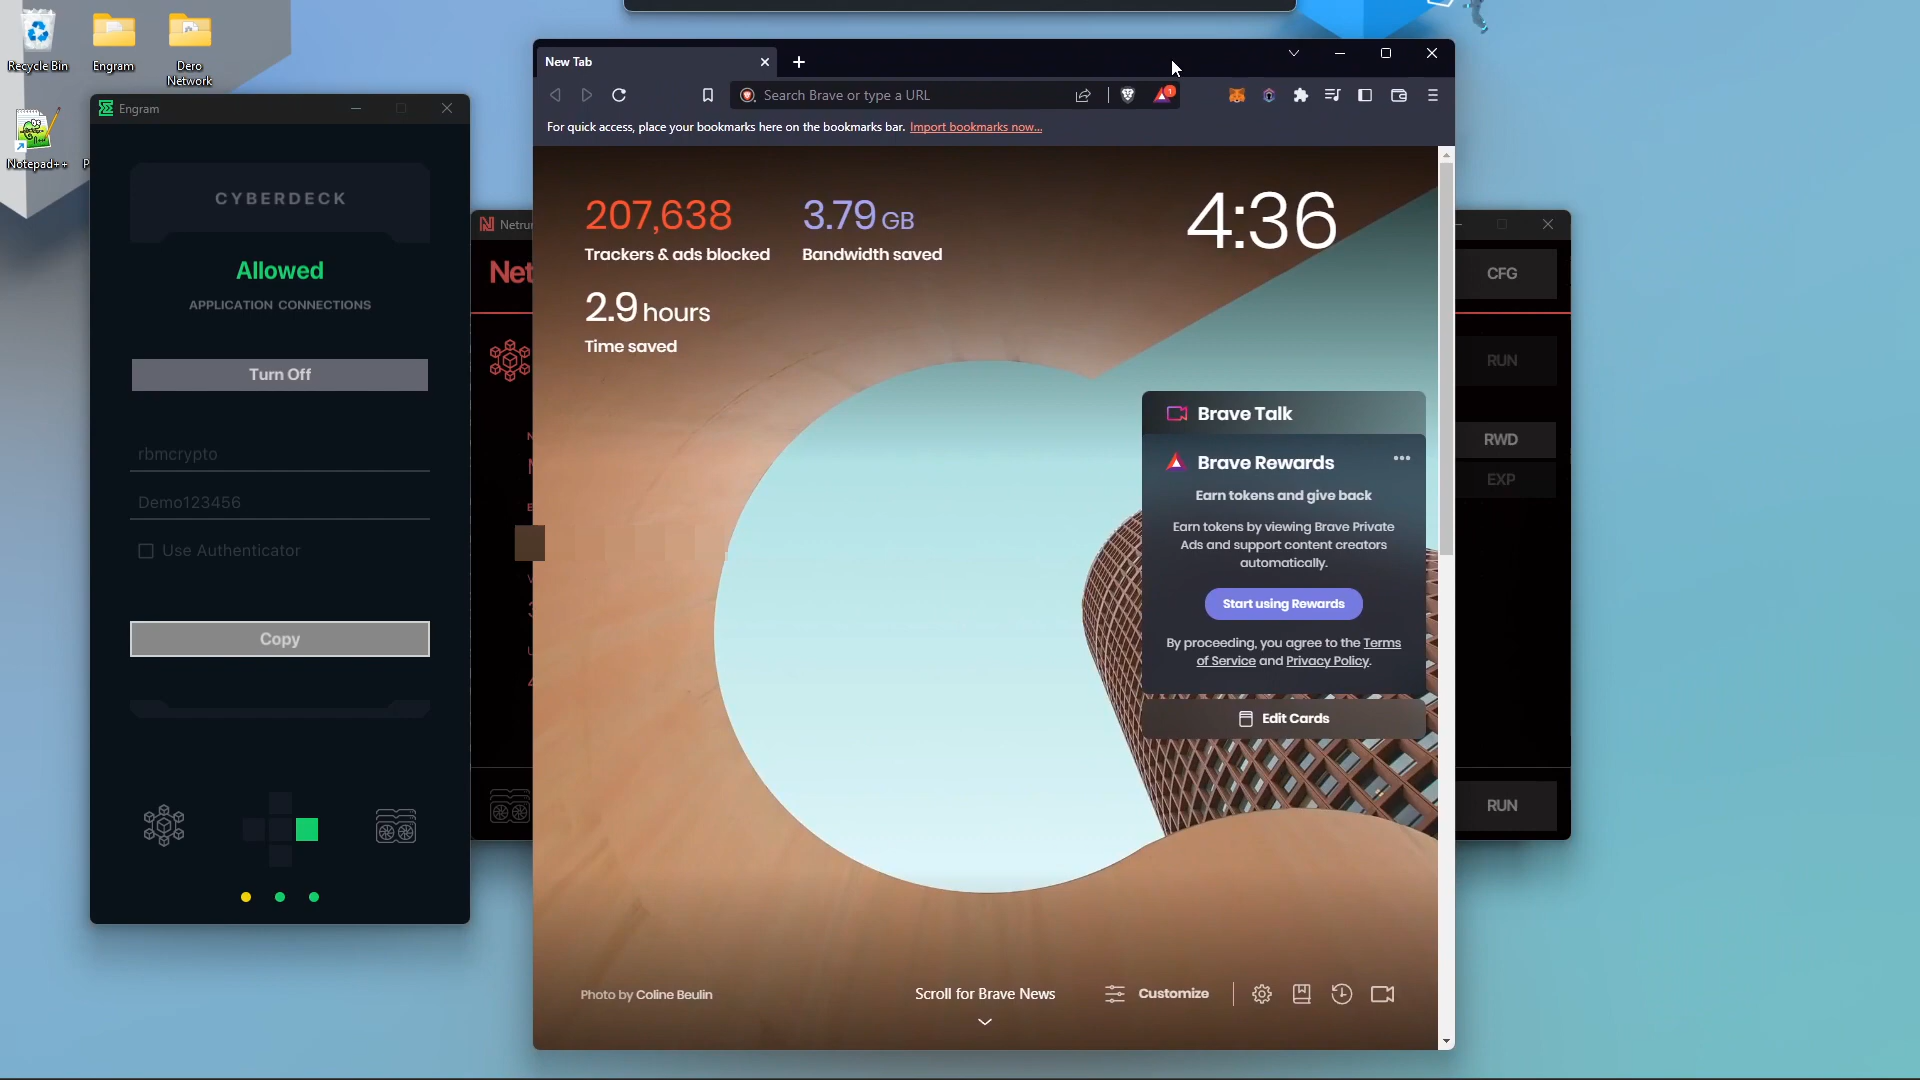 Recycle Bin
Engram
Dero
Network
Notepad++
P
Engram
CYBERDECK
Allowed
APPLICATION CONNECTIONS
Turn Off
rbmcrypto
Demo123456
Use Authenticator
Copy
Netrun
Net
New Tab
Search Brave or type a URL
1
For quick access, place your bookmarks here on the bookmarks bar. Import bookmarks now...
207,638
Trackers & ads blocked
3.79 GB
Bandwidth saved
2.9 hours
Time saved
4:36
Brave Talk
Brave Rewards
Earn tokens and give back
Earn tokens by viewing Brave Private
Ads and support content creators
automatically.
Start using Rewards
By proceeding, you agree to the Terms
of Service and Privacy Policy.
Edit Cards
Photo by Coline Beulin
Scroll for Brave News
Customize
CFG
RUN
RWD
EXP
RUN